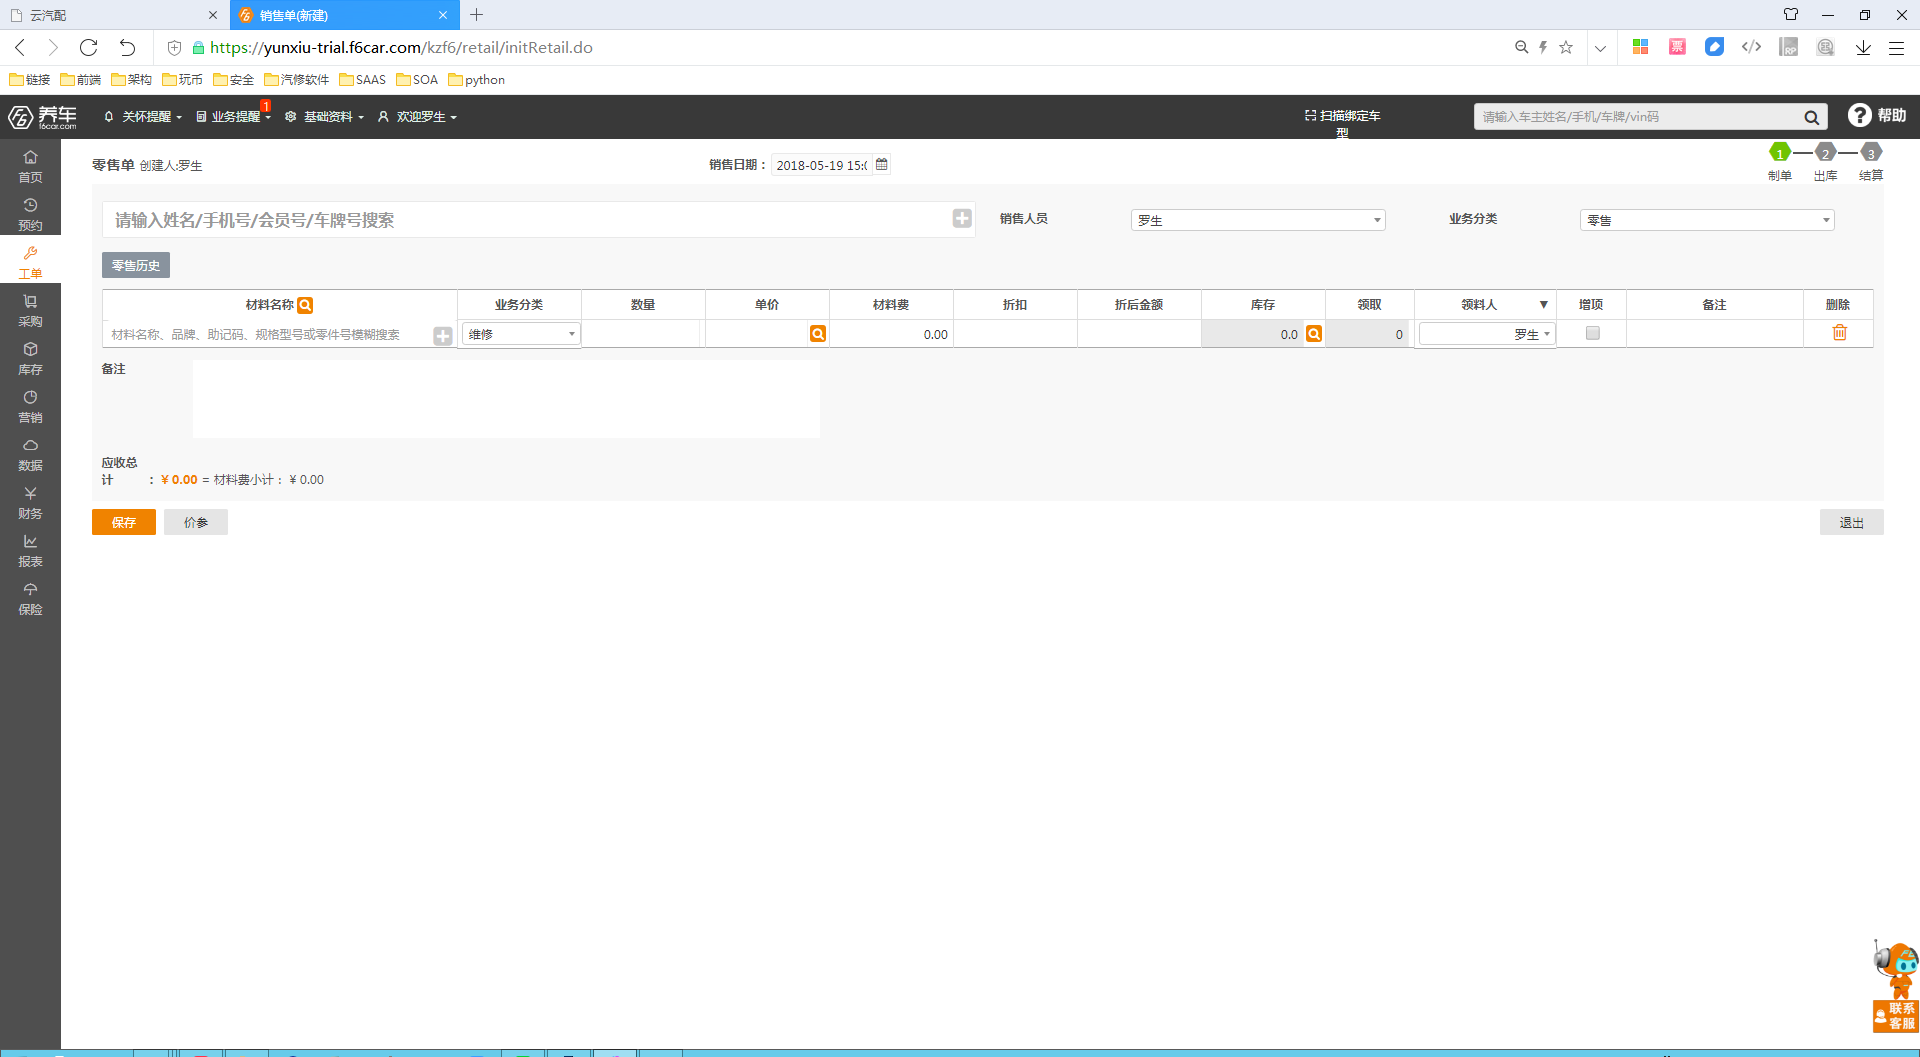 云汽配
销售单(新建)
https://yunxiu-trial.f6car.com/kzf6/retail/initRetail.do
票
RP
链接 前端 架构 玩币 安全 汽修软件 SAAS SOA python
养车
f6car.com
关怀提醒 业务提醒 1 基础资料 欢迎罗生
扫描绑定车
型
请输入车主姓名/手机/车牌/vin码
? 帮助
首页
预约
工单
采购
库存
营销
数据
财务
报表
保险
零售单 创建人:罗生
销售日期： 2018-05-19 15:0
1 2 3
制单 出库 结算
请输入姓名/手机号/会员号/车牌号搜索
销售人员 罗生 业务分类 零售
零售历史
材料名称 业务分类 数量 单价 材料费 折扣 折后金额 库存 领取 领料人 ▼ 增项 备注 删除
材料名称、品牌、助记码、规格型号或零件号模糊搜索 维修 0.00 0.0 0 罗生
备注
应收总
计 ：¥ 0.00 = 材料费小计： ¥ 0.00
保存 价参 退出
联系
客服